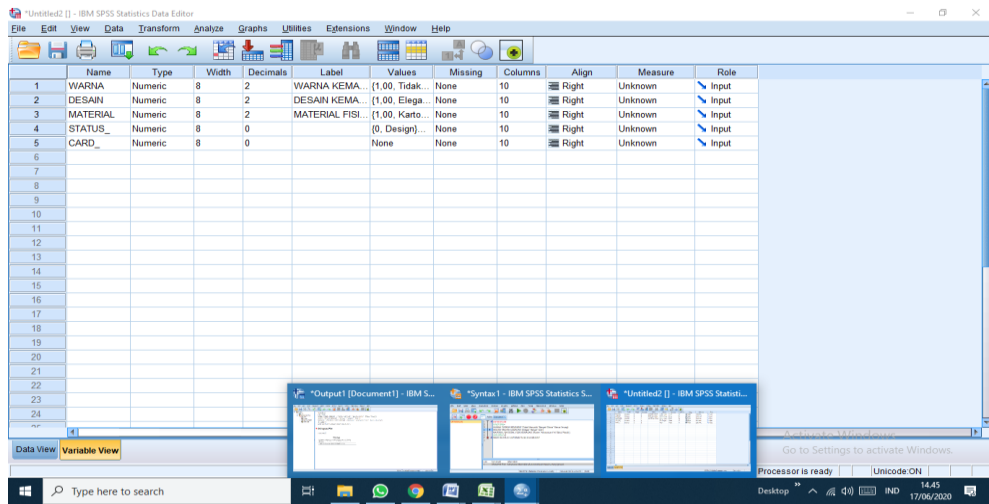 *Untitled2 [] - IBM SPSS Statistics Data Editor
File Edit View Data Transform Analyze Graphs Utilities Extensions Window Help
Name Type Width Decimals Label Values Missing Columns Align Measure Role
1 WARNA Numeric 8 2 WARNA KEMA... {1,00, Tidak... None 10 Right Unknown Input
2 DESAIN Numeric 8 2 DESAIN KEMA... {1,00, Elega... None 10 Right Unknown Input
3 MATERIAL Numeric 8 2 MATERIAL FISI... {1,00, Karto... None 10 Right Unknown Input
4 STATUS_ Numeric 8 0 {0, Design}... None 10 Right Unknown Input
5 CARD_ Numeric 8 0 None None 10 Right Unknown Input
6
7
8
9
10
11
12
13
14
15
16
17
18
19
20
21
22
23
24
*Output1 [Document1] - IBM S... *Syntax1 - IBM SPSS Statistics S... *Untitled2 [] - IBM SPSS Statisti...
Data View Variable View
Activate Windows
Go to Settings to activate Windows.
Processor is ready Unicode:ON
Type here to search
Desktop IND 14.45
17/06/2020